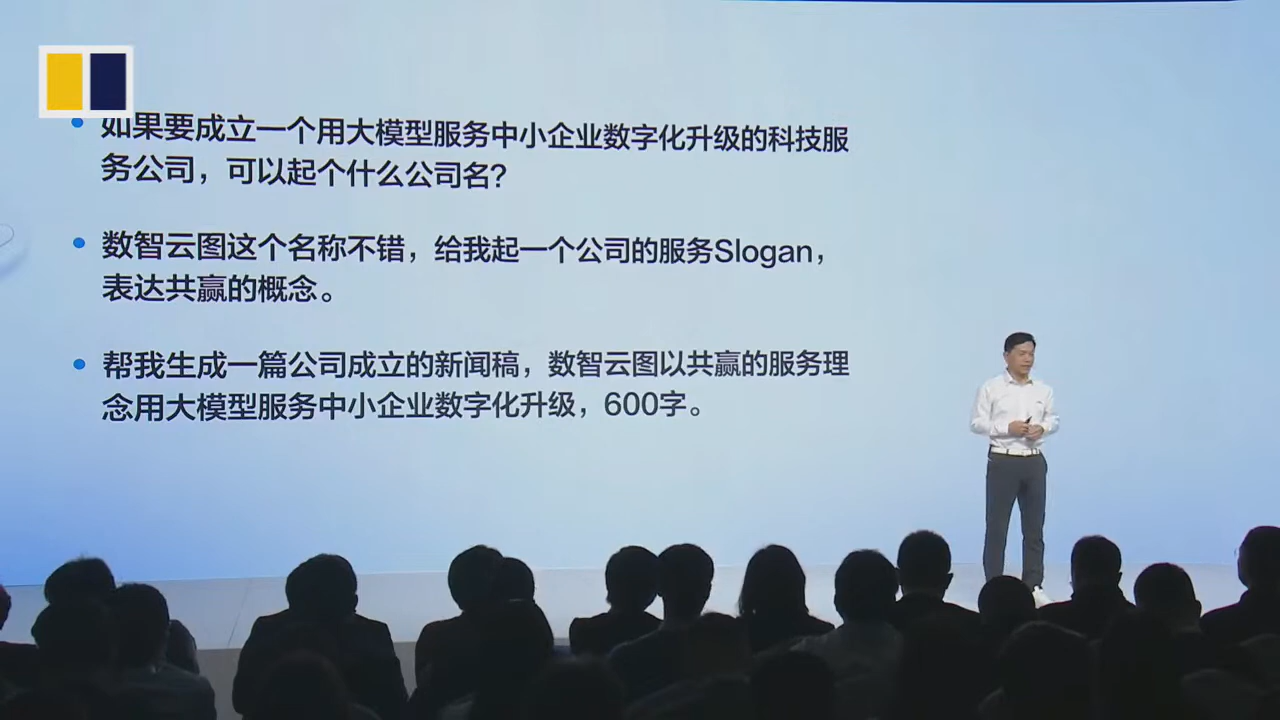 如果要成立一个用大模型服务中小企业数字化升级的科技服
务公司，可以起个什么公司名?
数智云图这个名称不错，给我起一个公司的服务Slogan，
表达共赢的概念。
帮我生成一篇公司成立的新闻稿，数智云图以共赢的服务理
念用大模型服务中小企业数字化升级，600字。